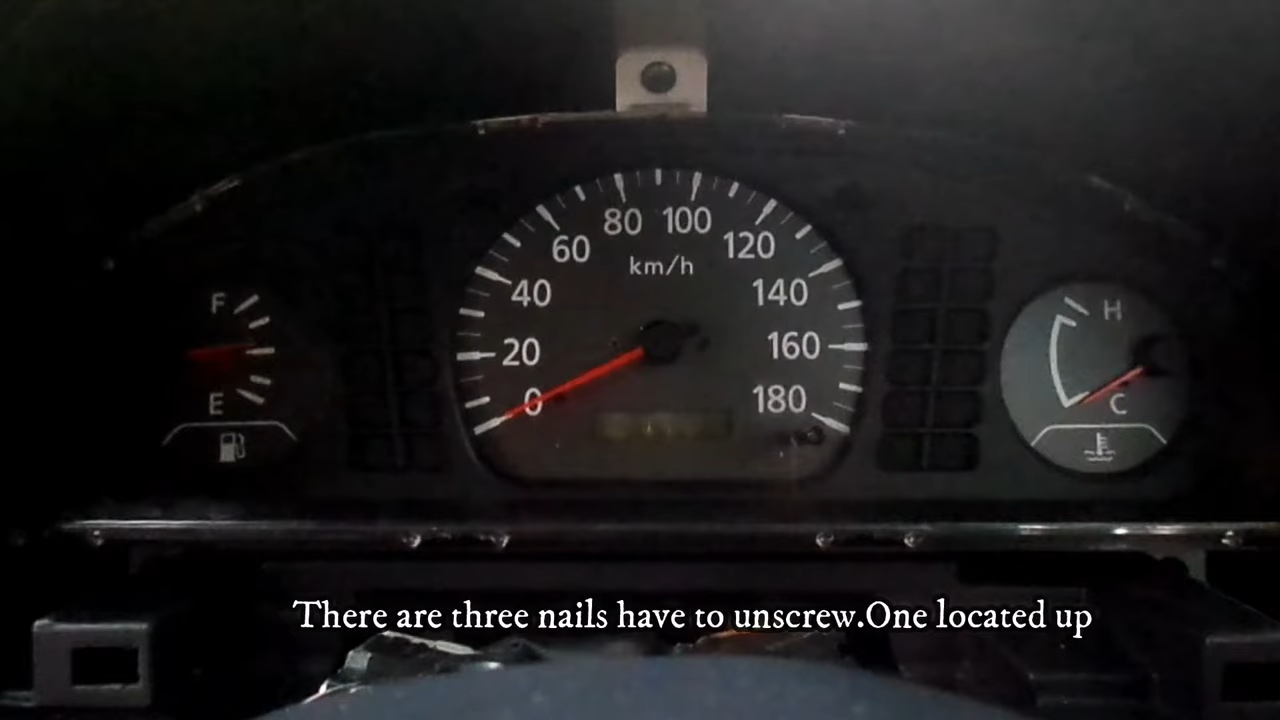 80 100
60 120
km/h
40 140
F H
20 160
0 180
E C
There are three nails have to unscrew.One located up